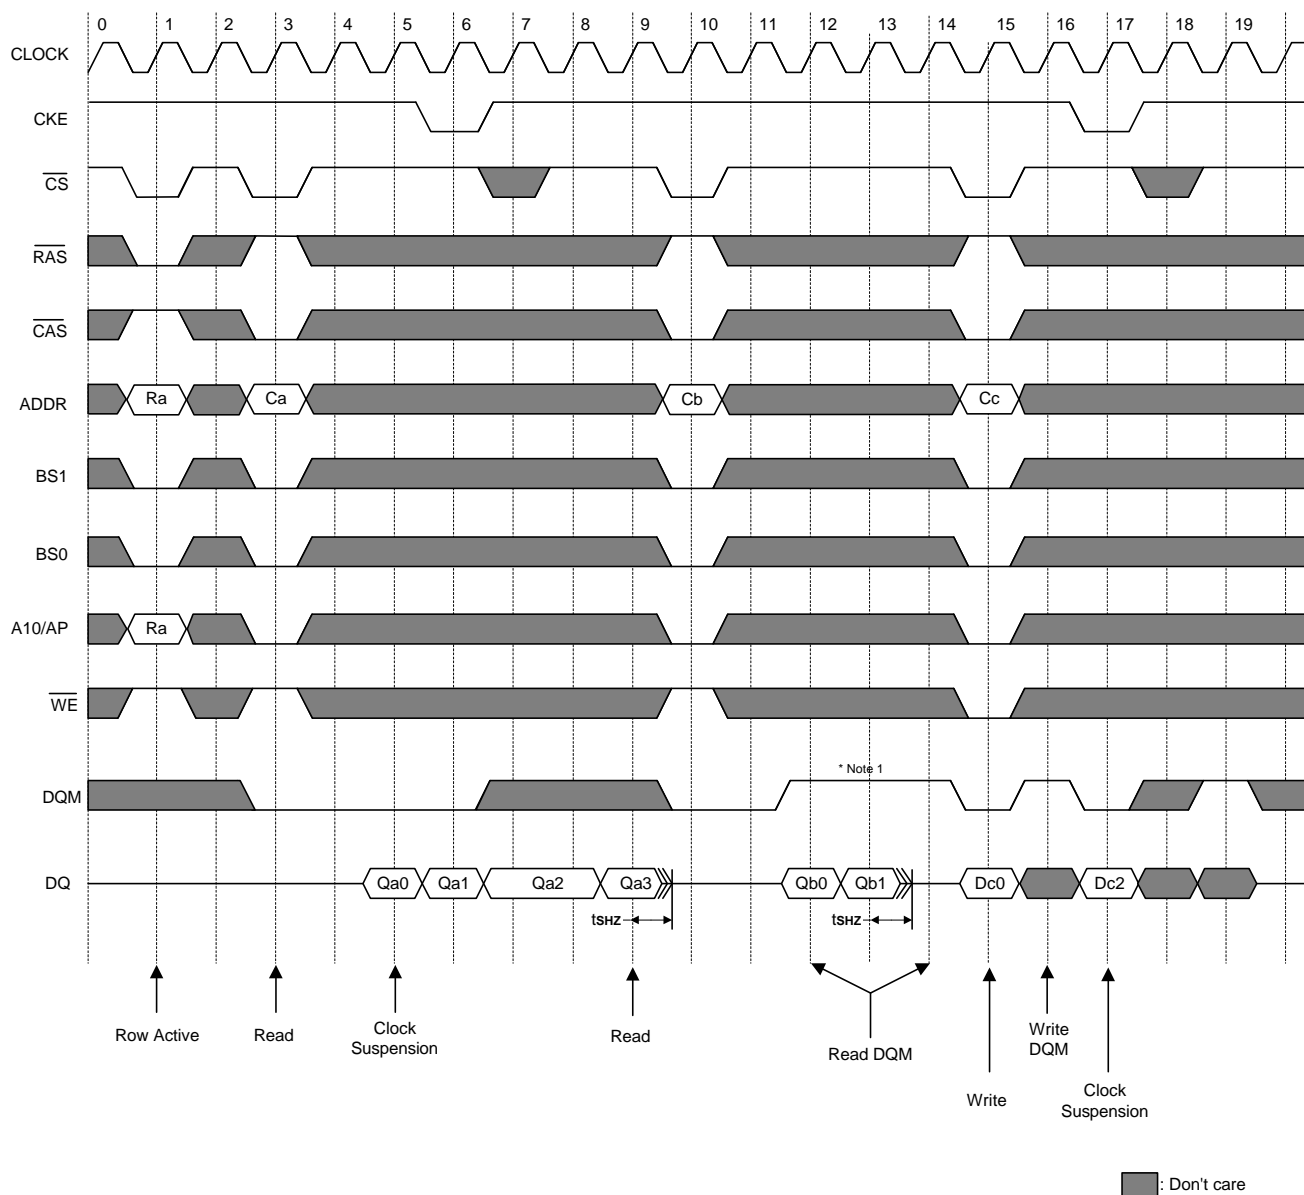 0 1 2 3 4 5 6 7 8 9 10 11 12 13 14 15 16 17 18 19
CLOCK
CKE
CS
RAS
CAS
ADDR Ra Ca Cb Cc
BS1
BS0
A10/AP Ra
WE
* Note 1
DQM
DQ Qa0 Qa1 Qa2 Qa3 Qb0 Qb1 Dc0 Dc2
tSHZ tSHZ
Row Active
Read
Clock
Suspension
Read
Read DQM
Write
Write
DQM
Clock
Suspension
: Don't care